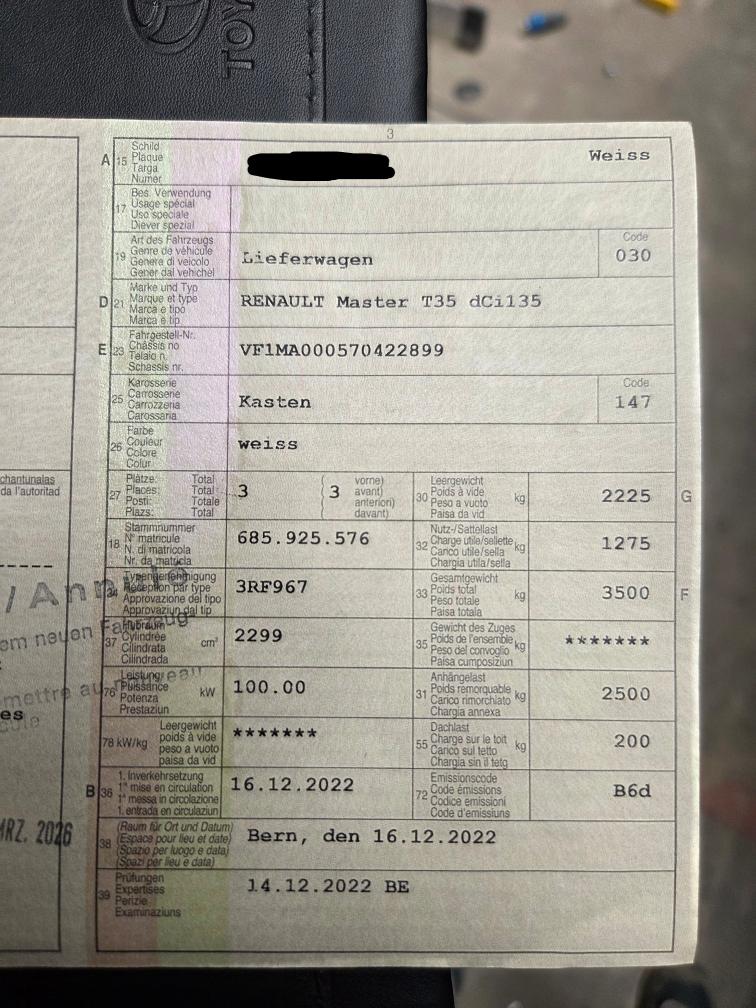 TOYO
3
A 15 Schild
Plaque
Targa
Numer
Weiss
17 Bes. Verwendung
Usage spécial
Uso speciale
Diever spezial
19 Art des Fahrzeugs
Genre de véhicule
Genere di veicolo
Gener dal vehichel
Lieferwagen
Code
030
D 21 Marke und Typ
Marque et type
Marca e tipo
Marca e tip
RENAULT Master T35 dCi135
E 23 Fahrgestell-Nr.
Châssis no
Telaio n.
Schassis nr.
VF1MA000570422899
25 Karosserie
Carrosserie
Carrozzeria
Carossaria
Kasten
Code
147
26 Farbe
Couleur
Colore
Colur
weiss
27 Plätze: Total
Places: Total
Posti: Totale
Plazs: Total
3
3 vorne)
avant)
anteriori)
davant)
30 Leergewicht
Poids à vide
Peso a vuoto
Paisa da vid
kg
2225 G
18 Stammnummer
N° matricule
N. di matricola
Nr. da matricla
685.925.576
32 Nutz-/Sattellast
Charge utile/sellette
Carico utile/sella
Chargia utila/sella
kg
1275
24 Typengenehmigung
Réception par type
Approvazione del tipo
Approvaziun dal tip
3RF967
33 Gesamtgewicht
Poids total
Peso totale
Paisa totala
kg
3500 F
37 Hubraum
Cylindrée
Cilindrata
Cilindrada
cm³
2299
35 Gewicht des Zuges
Poids de l'ensemble
Peso del convoglio
Paisa cumposiziun
kg
*******
76 Leistung
Puissance
Potenza
Prestaziun
kW
100.00
31 Anhängelast
Poids remorquable
Carico rimorchiato
Chargia annexa
kg
2500
78 kW/kg Leergewicht
poids à vide
peso a vuoto
paisa da vid
*******
55 Dachlast
Charge sur le toit
Carico sul tetto
Chargia sin il tetg
kg
200
B 36 1. Inverkehrsetzung
1re mise en circulation
1a messa in circolazione
1. entrada en circulaziun
16.12.2022
72 Emissionscode
Code émissions
Codice emissioni
Code d'emissiuns
B6d
38 (Raum für Ort und Datum)
(Espace pour lieu et date)
(Spazio per luogo e data)
(Spazi per lieu e data)
Bern, den 16.12.2022
39 Prüfungen
Expertises
Perizie
Examinaziuns
14.12.2022 BE
chantunalas
da l'autoritad
em neuen Fahrzeug
mettre au
es
MRZ. 2026